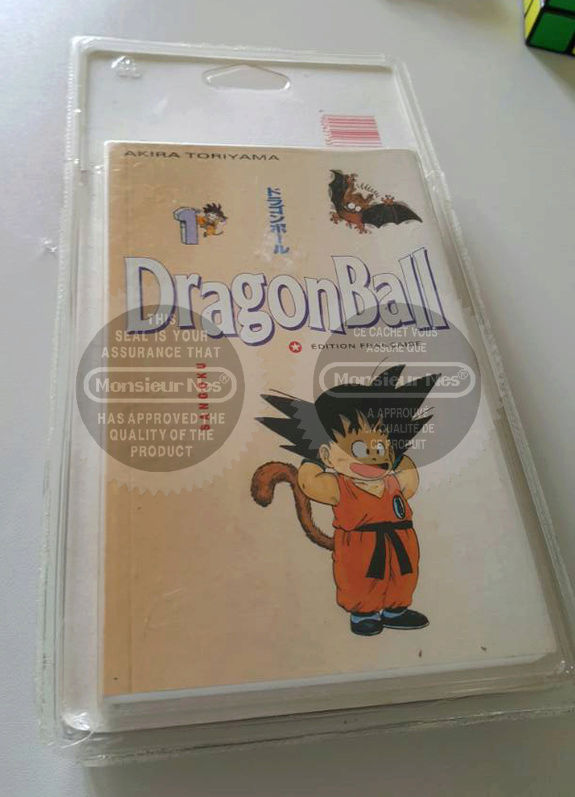 AKIRA TORIYAMA
1
ドラゴンボール
DragonBall
ÉDITION FRANÇAISE
SANGOKU
THIS
SEAL IS YOUR
ASSURANCE THAT
Monsieur Nes®
HAS APPROVED THE
QUALITY OF THE
PRODUCT
CE CACHET VOUS
ASSURE QUE
Monsieur Nes®
A APPROUVÉ
LA QUALITÉ DE
CE PRODUIT